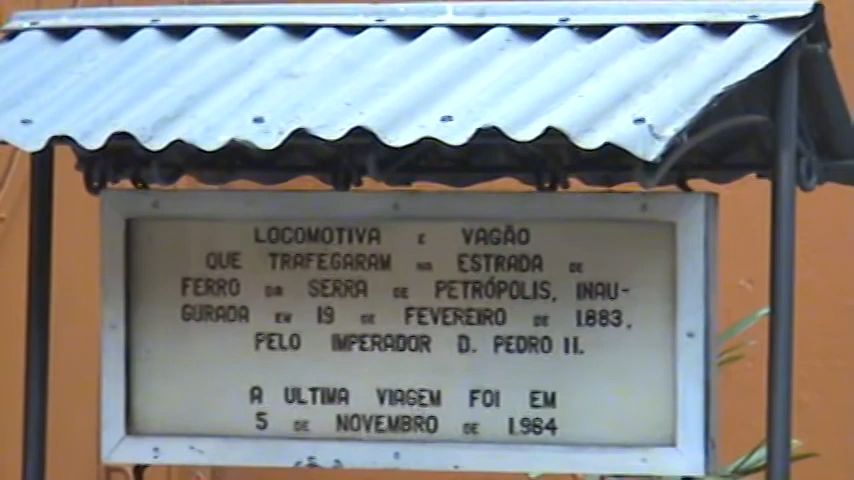 LOCOMOTIVA E VAGÃO
QUE TRAFEGARAM NA ESTRADA DE
FERRO DA SERRA DE PETRÓPOLIS, INAU-
GURADA EM 19 DE FEVEREIRO DE 1.883,
PELO IMPERADOR D. PEDRO II.
A ULTIMA VIAGEM FOI EM
5 DE NOVEMBRO DE 1.964